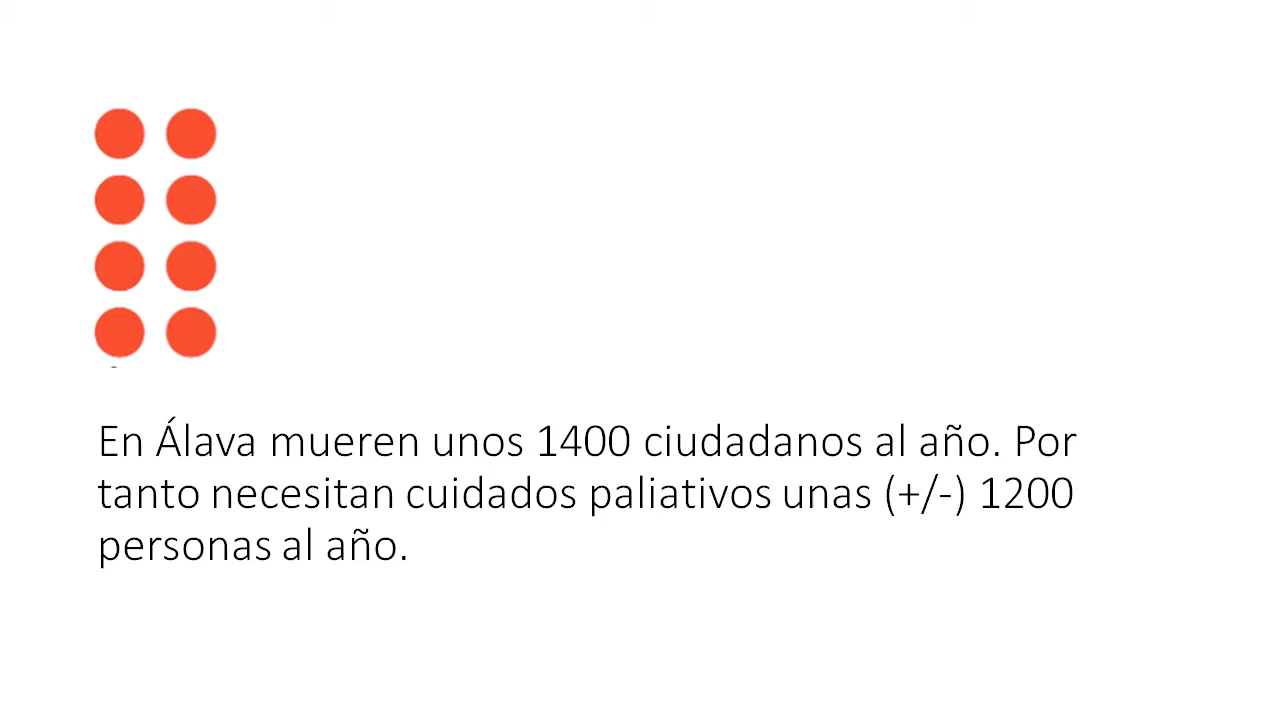 En Álava mueren unos 1400 ciudadanos al año. Por
tanto necesitan cuidados paliativos unas (+/-) 1200
personas al año.